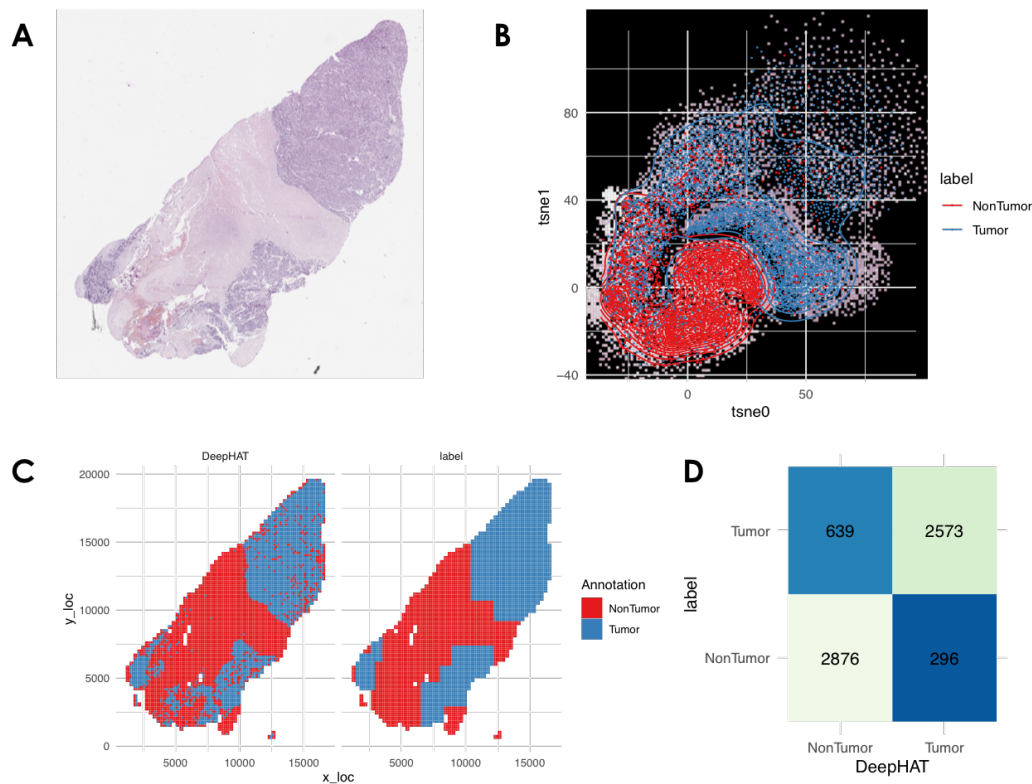 A
B
80
40
0
−40
tsne1
0
50
tsne0
label
NonTumor
Tumor
C
DeepHAT
label
20000
15000
10000
5000
0
y_loc
5000
10000
15000
5000
10000
15000
x_loc
Annotation
NonTumor
Tumor
D
Tumor
NonTumor
label
639
2573
2876
296
NonTumor
Tumor
DeepHAT